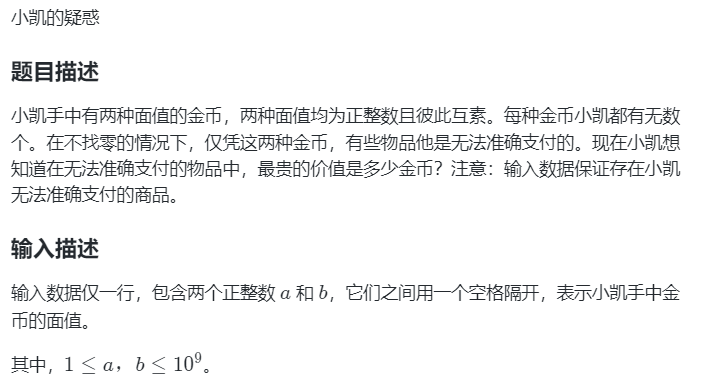 小凯的疑惑
题目描述
小凯手中有两种面值的金币，两种面值均为正整数且彼此互素。每种金币小凯都有无数
个。在不找零的情况下，仅凭这两种金币，有些物品他是无法准确支付的。现在小凯想
知道在无法准确支付的物品中，最贵的价值是多少金币？注意：输入数据保证存在小凯
无法准确支付的商品。
输入描述
输入数据仅一行，包含两个正整数 a 和 b，它们之间用一个空格隔开，表示小凯手中金
币的面值。
其中，1 ≤ a，b ≤ 10⁹。